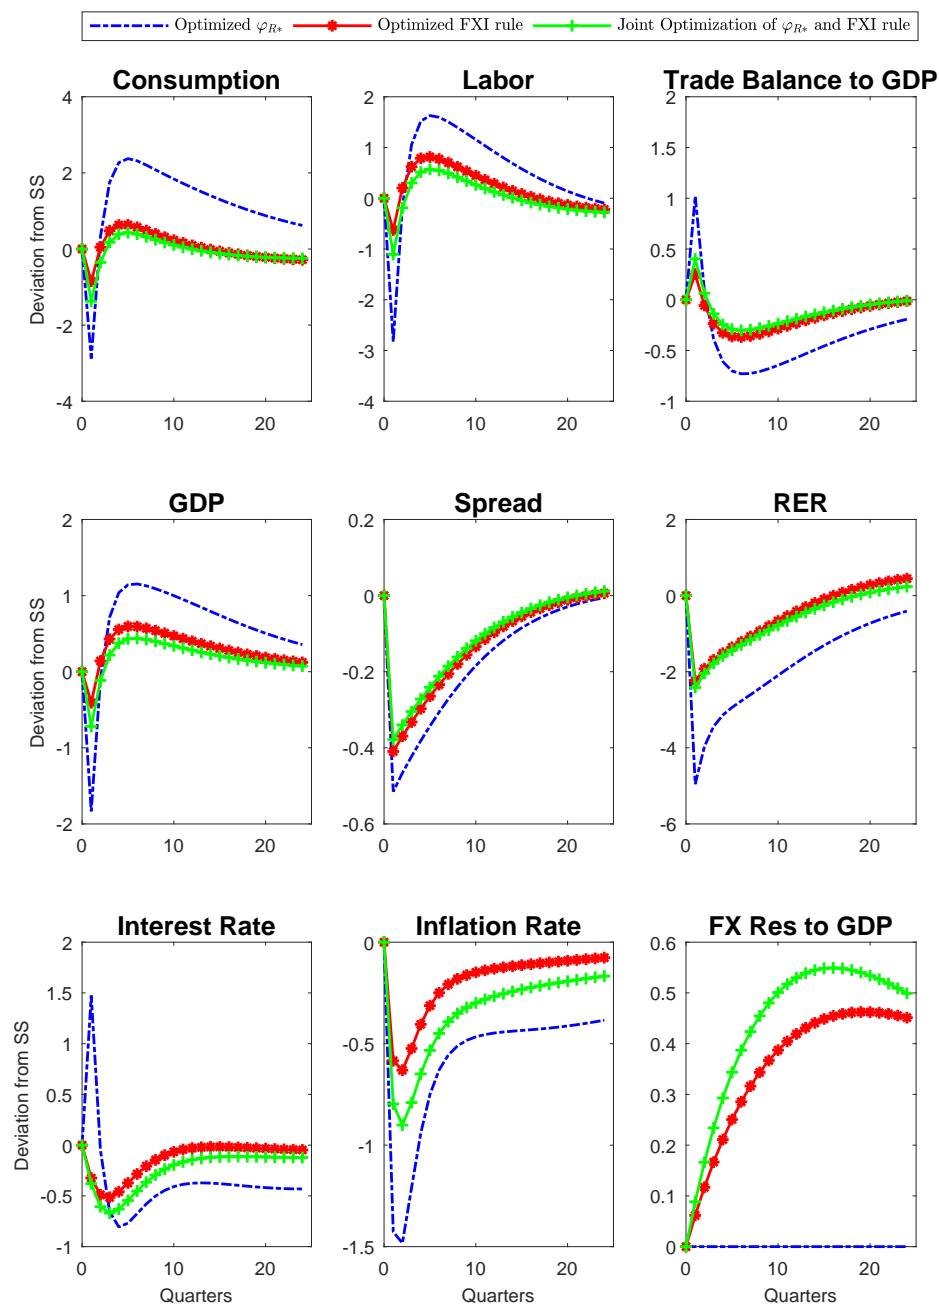 Optimized φR* Optimized FXI rule Joint Optimization of φR* and FXI rule
Consumption Labor Trade Balance to GDP
4 2 2
2 1 1.5
0 0 1
-2 -1 0.5
-4 -2 0
-3 -0.5
-4 -1
Deviation from SS
0 10 20 0 10 20 0 10 20
GDP Spread RER
2 0.2 2
1 0 0
0 -0.2 -2
-1 -0.4 -4
-2 -0.6 -6
Deviation from SS
0 10 20 0 10 20 0 10 20
Interest Rate Inflation Rate FX Res to GDP
2 0 0.6
1.5 -0.5 0.5
1 -1 0.4
0.5 -1.5 0.3
0 0.2
-0.5 0.1
-1 0
Deviation from SS
0 10 20 0 10 20 0 10 20
Quarters Quarters Quarters